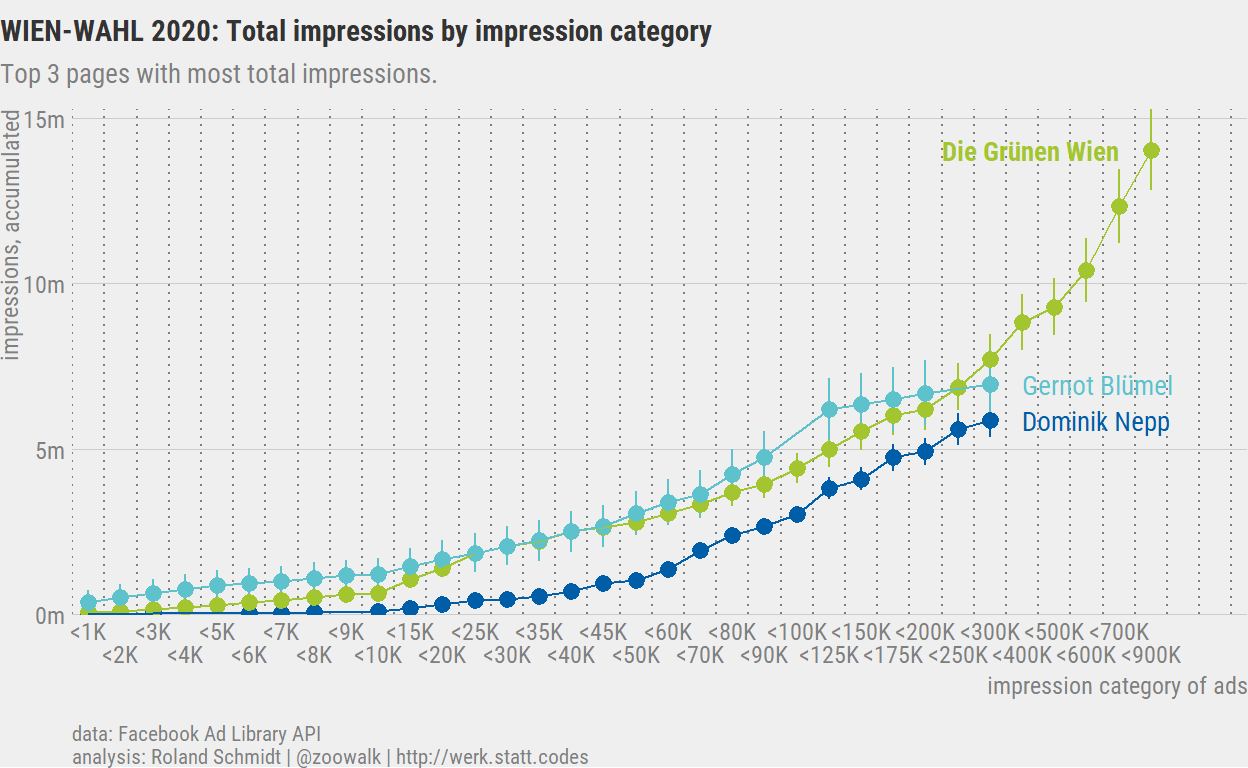 WIEN-WAHL 2020: Total impressions by impression category
Top 3 pages with most total impressions.
impressions, accumulated
15m
10m
5m
0m
Die Grünen Wien
Gernot Blümel
Dominik Nepp
<1K <3K <5K <7K <9K <15K <25K <35K <45K <60K <80K <100K <150K <200K <300K <500K <700K
<2K <4K <6K <8K <10K <20K <30K <40K <50K <70K <90K <125K <175K <250K <400K <600K <900K
impression category of ads
data: Facebook Ad Library API
analysis: Roland Schmidt | @zoowalk | http://werk.statt.codes